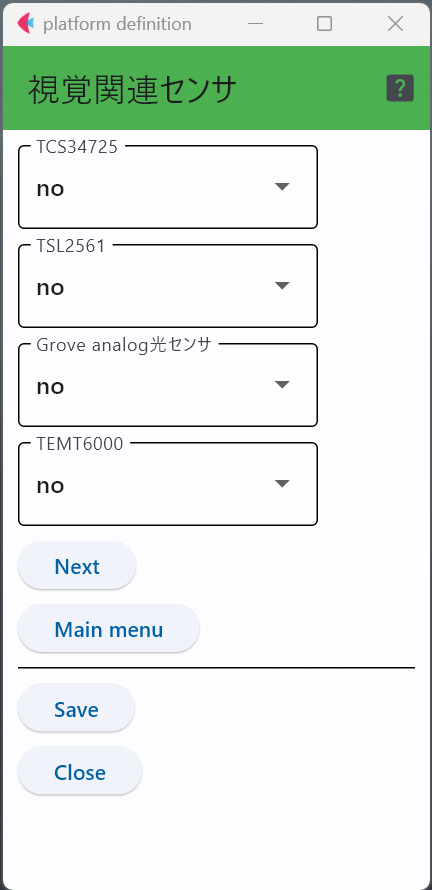 platform definition
視覚関連センサ
TCS34725
no
TSL2561
no
Grove analog光センサ
no
TEMT6000
no
Next
Main menu
Save
Close